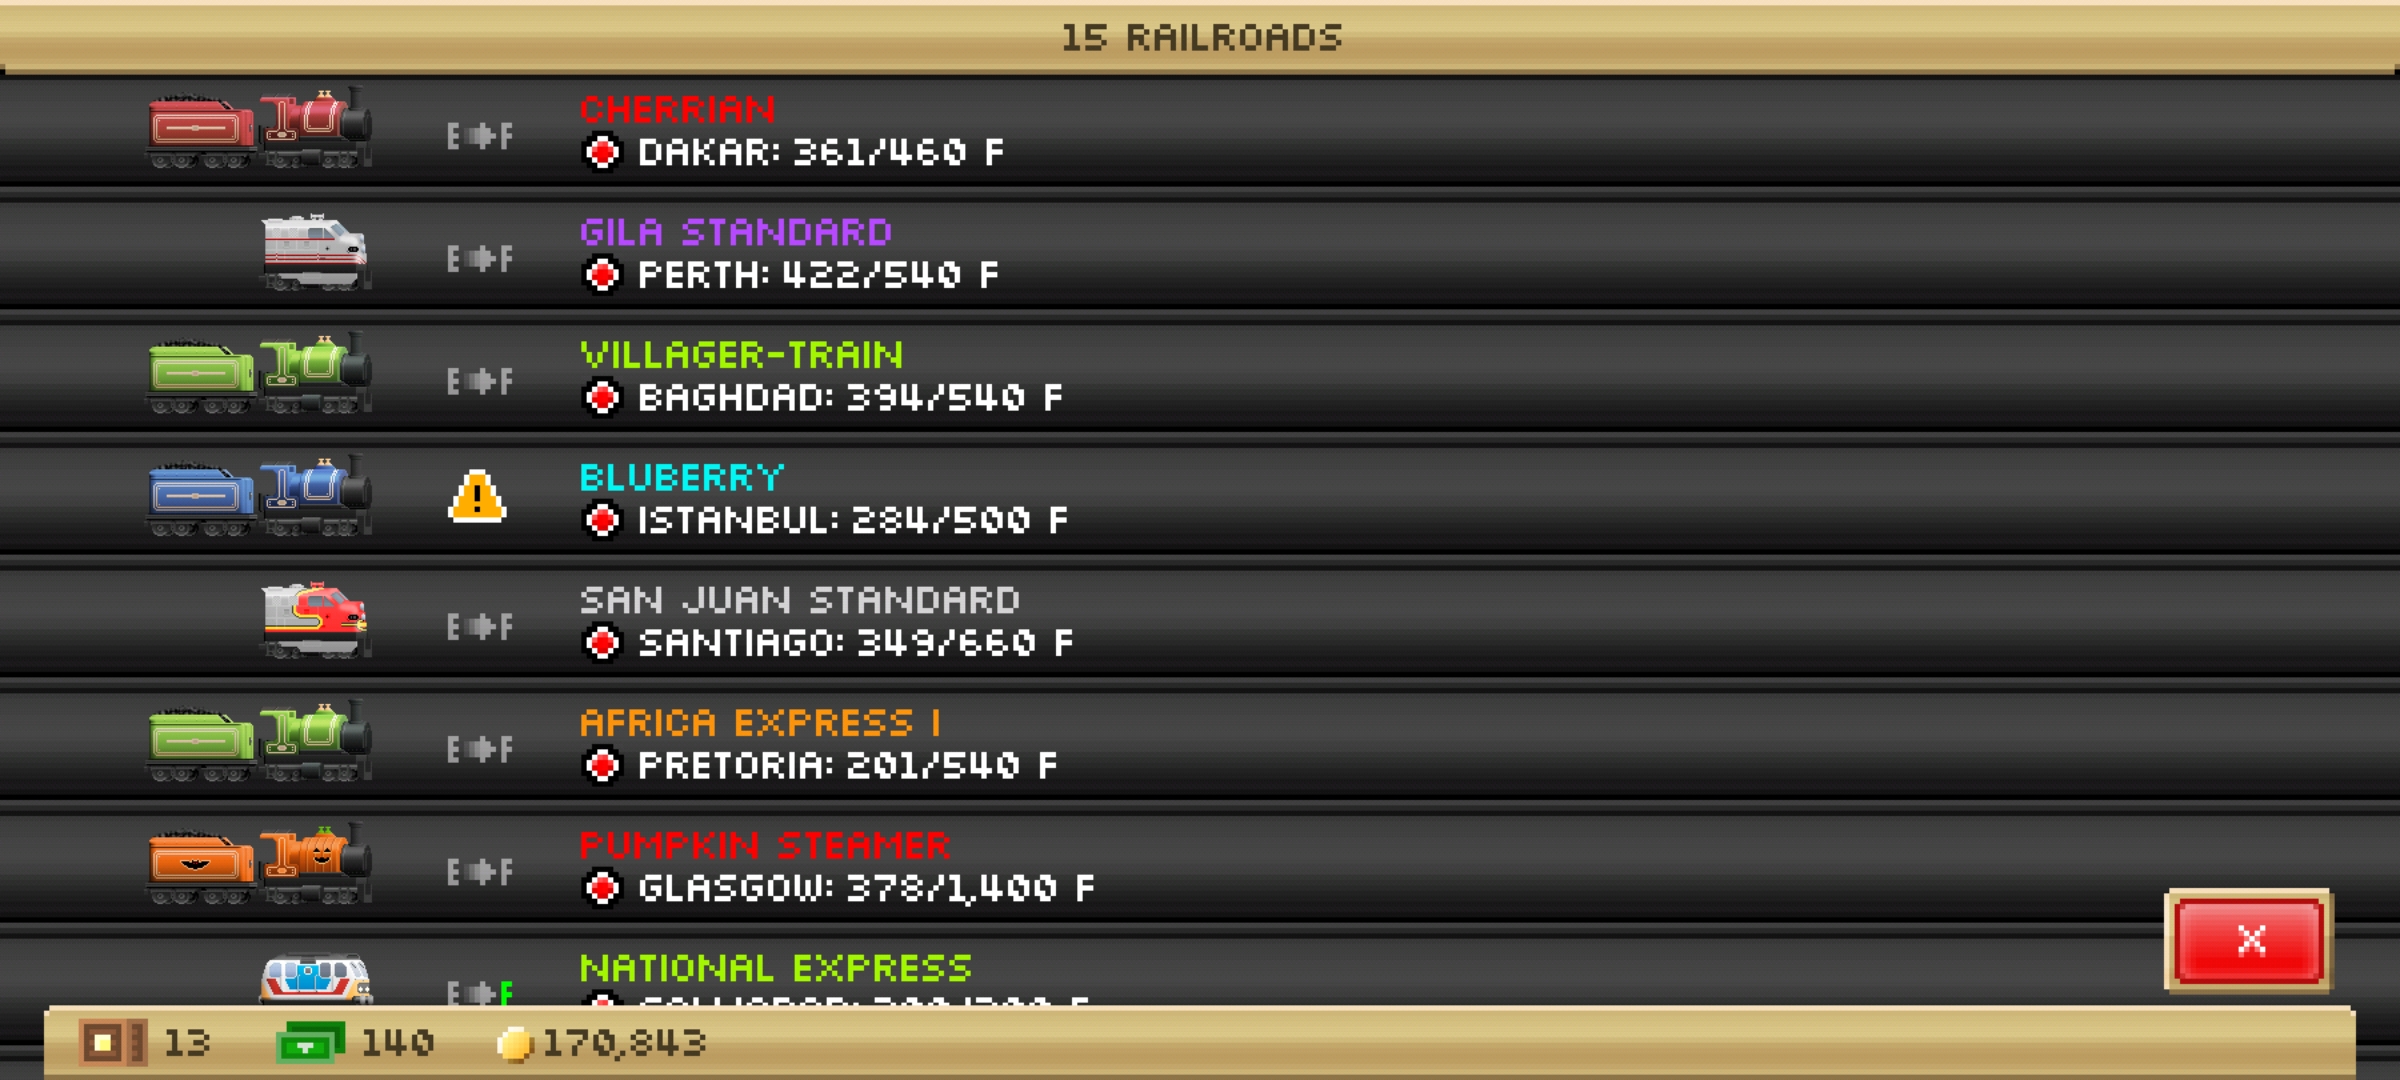 15 RAILROADS
CHERRIAN
E F
DAKAR: 361/460 F
GILA STANDARD
E F
PERTH: 422/540 F
VILLAGER-TRAIN
E F
BAGHDAD: 394/540 F
BLUBERRY
!
ISTANBUL: 284/500 F
SAN JUAN STANDARD
E F
SANTIAGO: 349/660 F
AFRICA EXPRESS I
E F
PRETORIA: 201/540 F
PUMPKIN STEAMER
E F
GLASGOW: 378/1,400 F
X
NATIONAL EXPRESS
E F
13 140 170,843